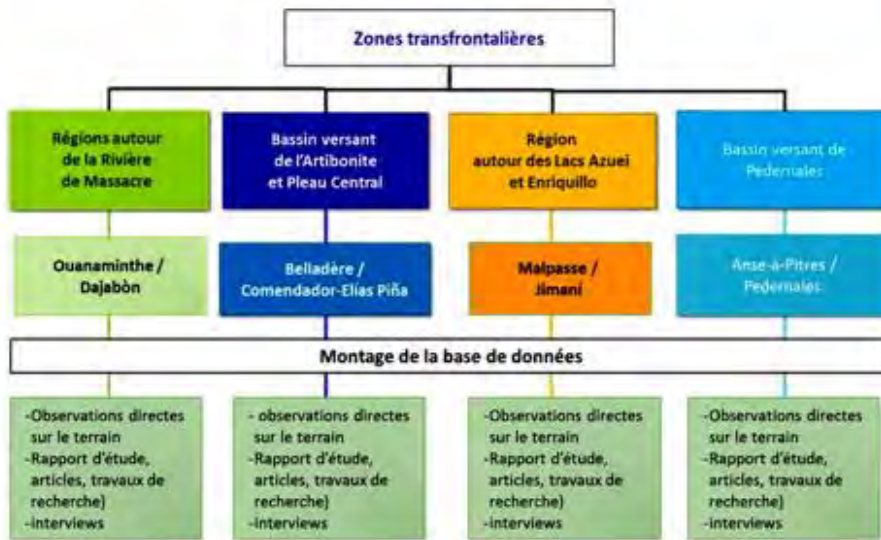 Zones transfrontalières
Régions autour
de la Rivière
de Massacre
Bassin versant
de l'Artibonite
et Pleau Central
Région
autour des Lacs Azuei
et Enriquillo
Bassin versant de
Pedernales
Ouanaminthe /
Dajabòn
Belladère /
Comendador-Elias Piña
Malpasse /
Jimaní
Anse-à-Pitres /
Pedernales
Montage de la base de données
-Observations directes
sur le terrain
-Rapport d'étude,
articles, travaux de
recherche)
-interviews
- observations directes
sur le terrain
-Rapport d'étude,
articles, travaux de
recherche)
-interviews
-Observations directes
sur le terrain
-Rapport d'étude,
articles, travaux de
recherche)
-interviews
-Observations directes
sur le terrain
-Rapport d'étude,
articles, travaux de
recherche)
-interviews